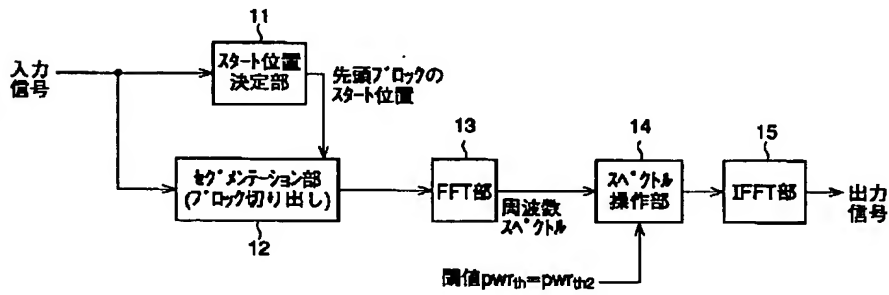 11
スタート位置
決定部
入力
信号
先頭ブロックの
スタート位置
13
14
15
セグメンテーション部
(ブロック切り出し)
FFT部
スペクトル
操作部
IFFT部
出力
信号
周波数
スペクトル
12
閾値pwrth=pwrth2